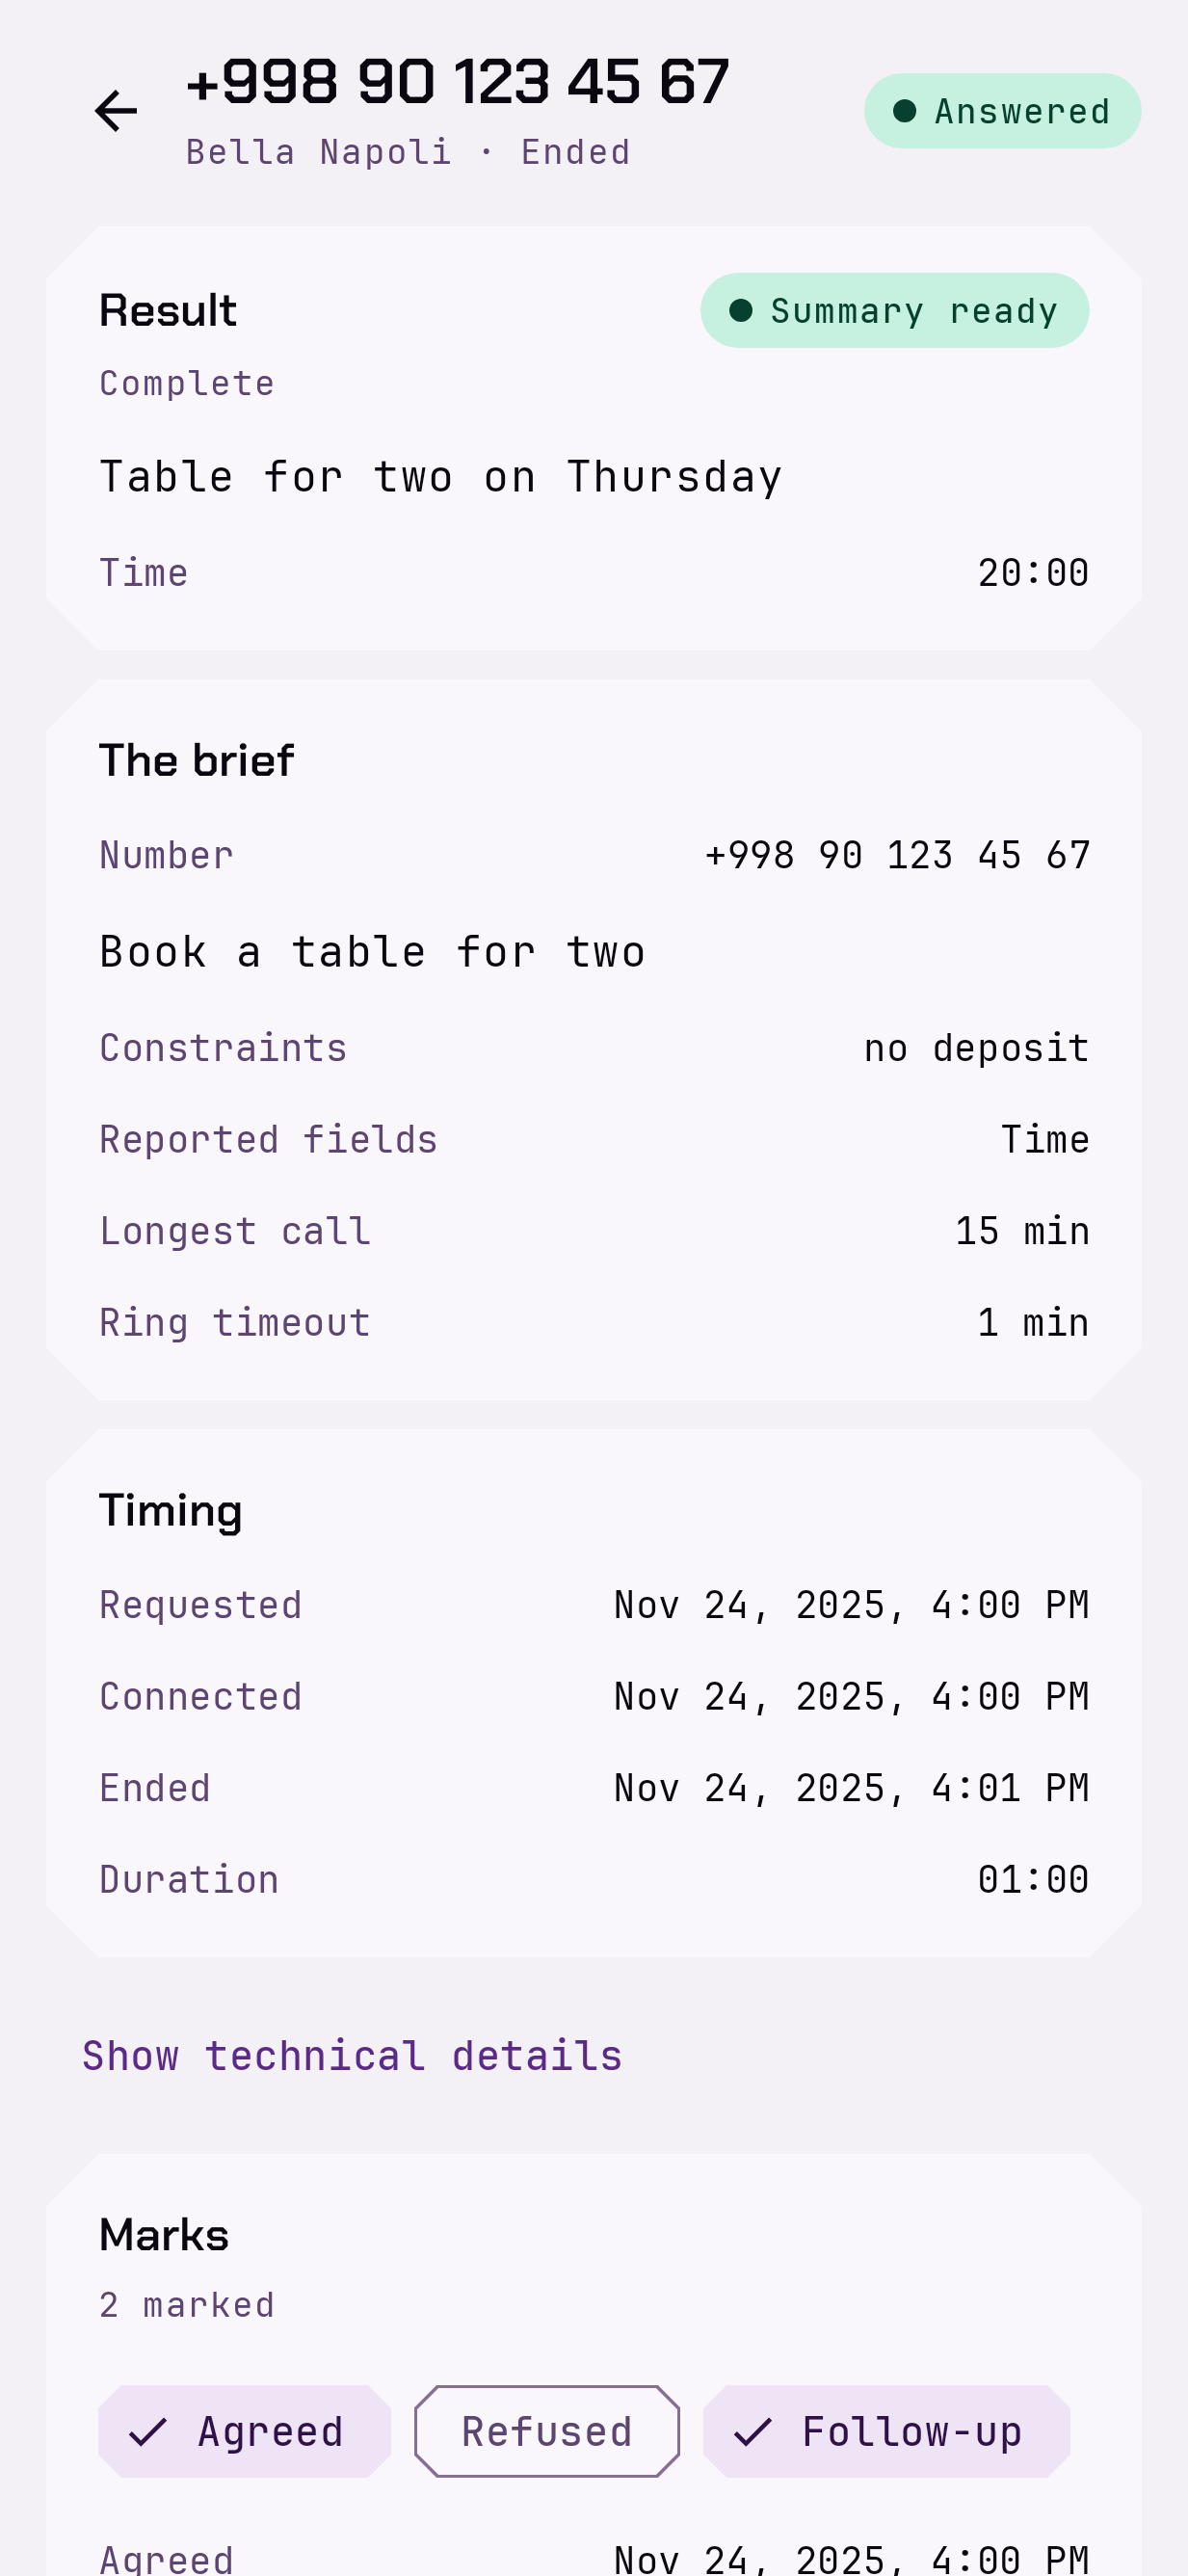 +998 90 123 45 67
Bella Napoli · Ended
Answered
Result
Summary ready
Complete
Table for two on Thursday
Time 20:00
The brief
Number +998 90 123 45 67
Book a table for two
Constraints no deposit
Reported fields Time
Longest call 15 min
Ring timeout 1 min
Timing
Requested Nov 24, 2025, 4:00 PM
Connected Nov 24, 2025, 4:00 PM
Ended Nov 24, 2025, 4:01 PM
Duration 01:00
Show technical details
Marks
2 marked
Agreed Refused Follow-up
Agreed Nov 24, 2025, 4:00 PM